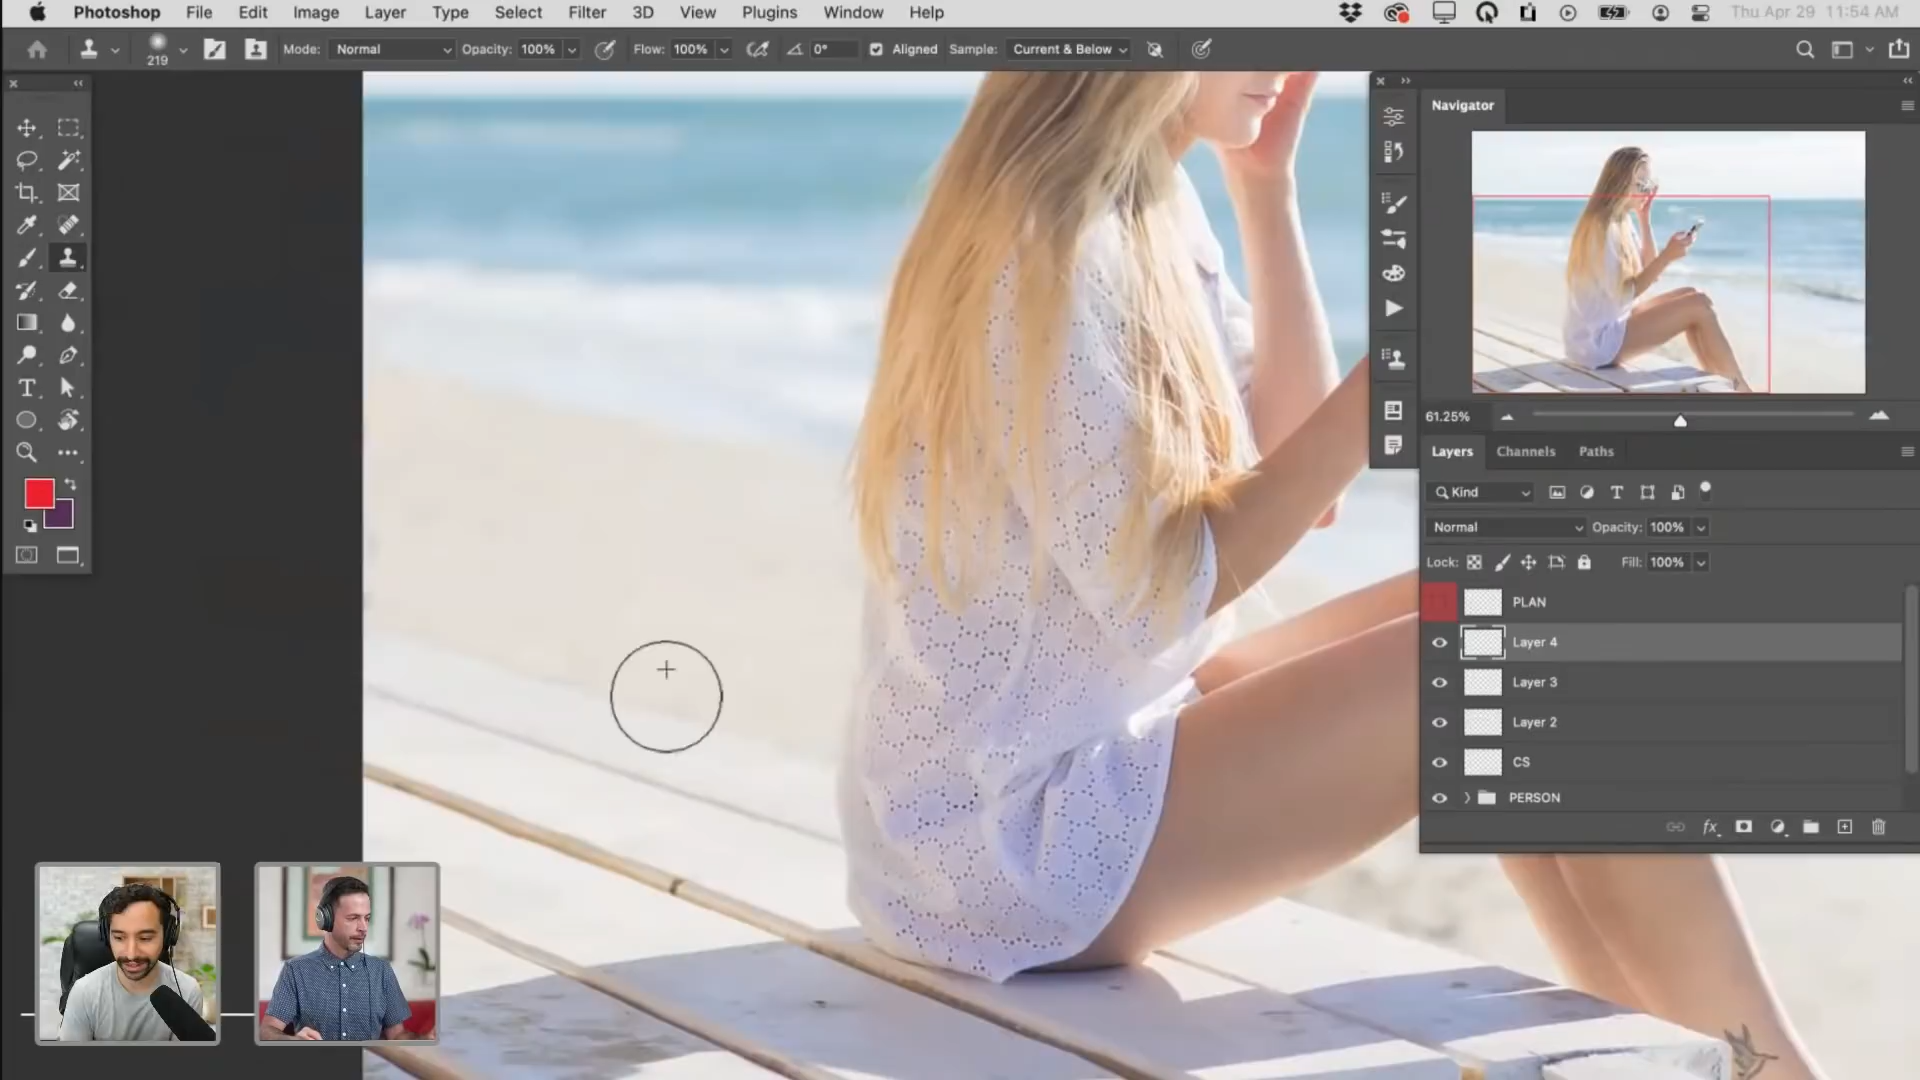 Photoshop File Edit Image Layer Type Select Filter 3D View Plugins Window Help Thu Apr 29 11:54 AM
219 Mode: Normal Opacity: 100% Flow: 100% 0° Aligned Sample: Current & Below
Navigator
61.25%
Layers Channels Paths
Kind
Normal Opacity: 100%
Lock: Fill: 100%
PLAN
Layer 4
Layer 3
Layer 2
CS
PERSON
fx